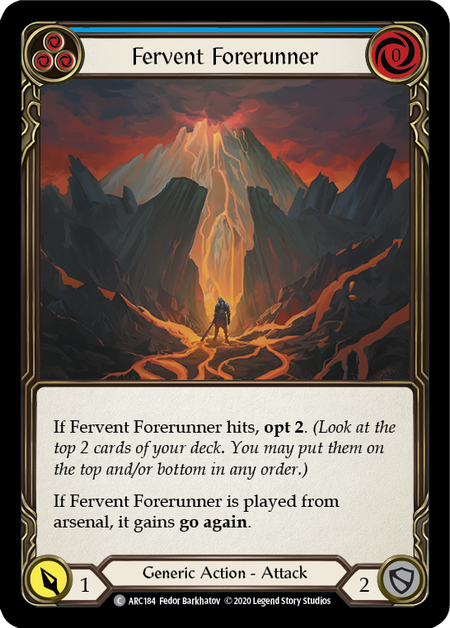 Fervent Forerunner
0
If Fervent Forerunner hits, opt 2. (Look at the
top 2 cards of your deck. You may put them on
the top and/or bottom in any order.)
If Fervent Forerunner is played from
arsenal, it gains go again.
1
Generic Action - Attack
2
C ARC184 Fedor Barkhatov ©2020 Legend Story Studios